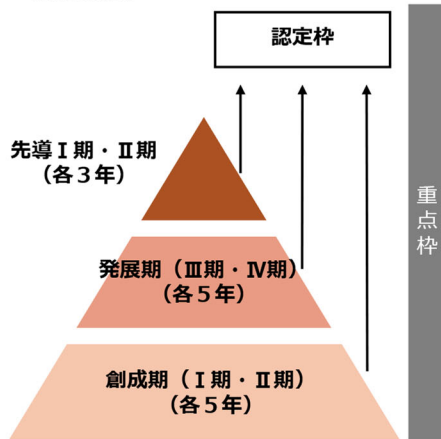 認定枠
先導Ⅰ期・Ⅱ期
（各３年）
発展期（Ⅲ期・Ⅳ期）
（各５年）
創成期（Ⅰ期・Ⅱ期）
（各５年）
重点枠